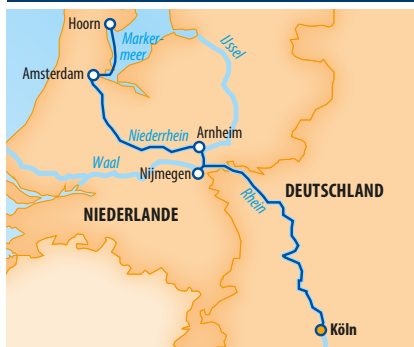 Hoorn
Marker-
meer
IJssel
Amsterdam
Niederrhein
Arnheim
Waal
Nijmegen
Rhein
DEUTSCHLAND
NIEDERLANDE
Köln